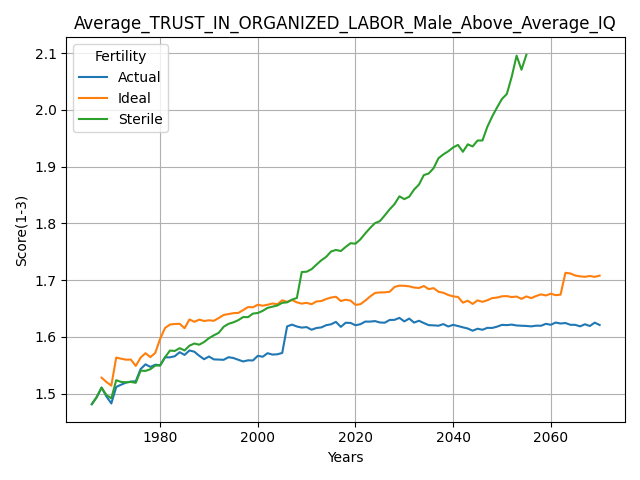 Average_TRUST_IN_ORGANIZED_LABOR_Male_Above_Average_IQ
Fertility
Actual
Ideal
Sterile
2.1
2.0
1.9
1.8
1.7
1.6
1.5
Score(1-3)
1980
2000
2020
2040
2060
Years